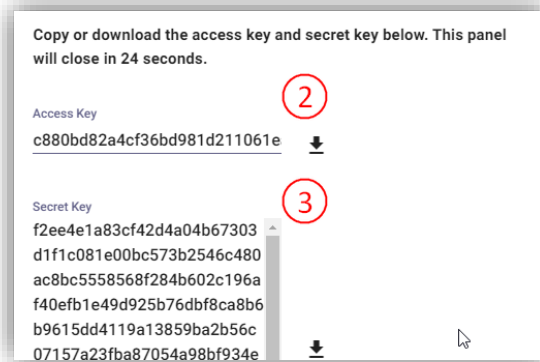 Copy or download the access key and secret key below. This panel
will close in 24 seconds.
2
Access Key
c880bd82a4cf36bd981d211061e
3
Secret Key
f2ee4e1a83cf42d4a04b67303
d1f1c081e00bc573b2546c480
ac8bc5558568f284b602c196a
f40efb1e49d925b76dbf8ca8b6
b9615dd4119a13859ba2b56c
07157a23fba87054a98bf934e